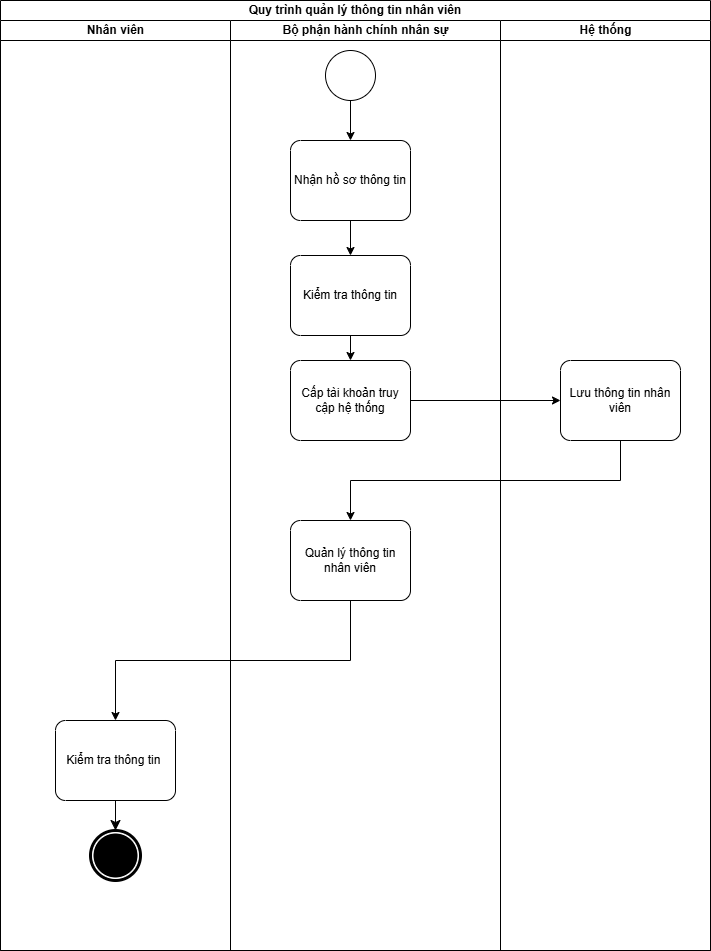 Quy trình quản lý thông tin nhân viên
Nhân viên
Bộ phận hành chính nhân sự
Hệ thống
Nhận hồ sơ thông tin
Kiểm tra thông tin
Cấp tài khoản truy
cập hệ thống
Lưu thông tin nhân
viên
Quản lý thông tin
nhân viên
Kiểm tra thông tin